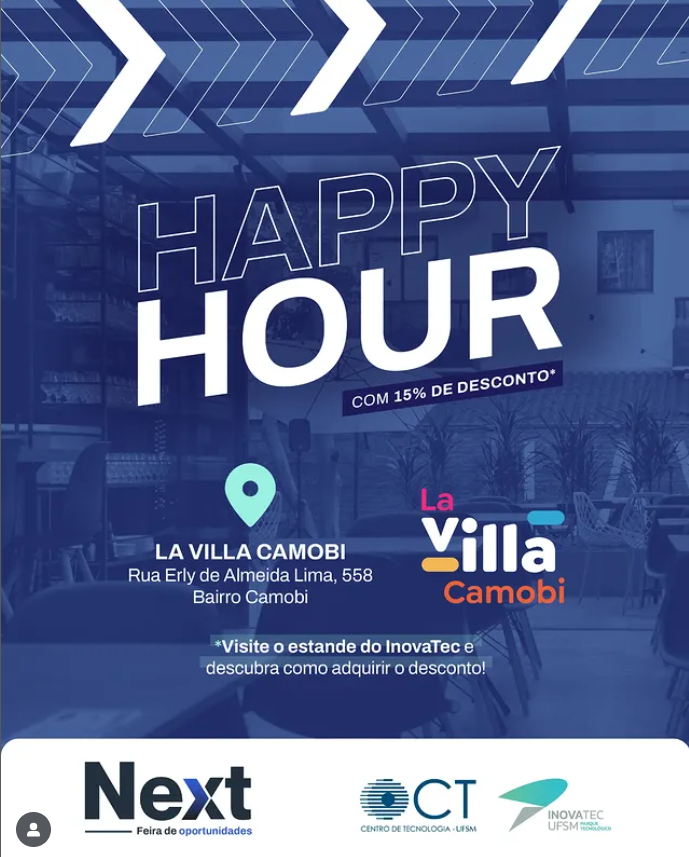 HAPPY
HOUR
COM 15% DE DESCONTO*
LA VILLA CAMOBI
Rua Erly de Almeida Lima, 558
Bairro Camobi
La
Villa
Camobi
*Visite o estande do InovaTec e
descubra como adquirir o desconto!
Next
Feira de oportunidades
CT
CENTRO DE TECNOLOGIA - UFSM
INOVATEC
UFSM PARQUE
TECNOLÓGICO